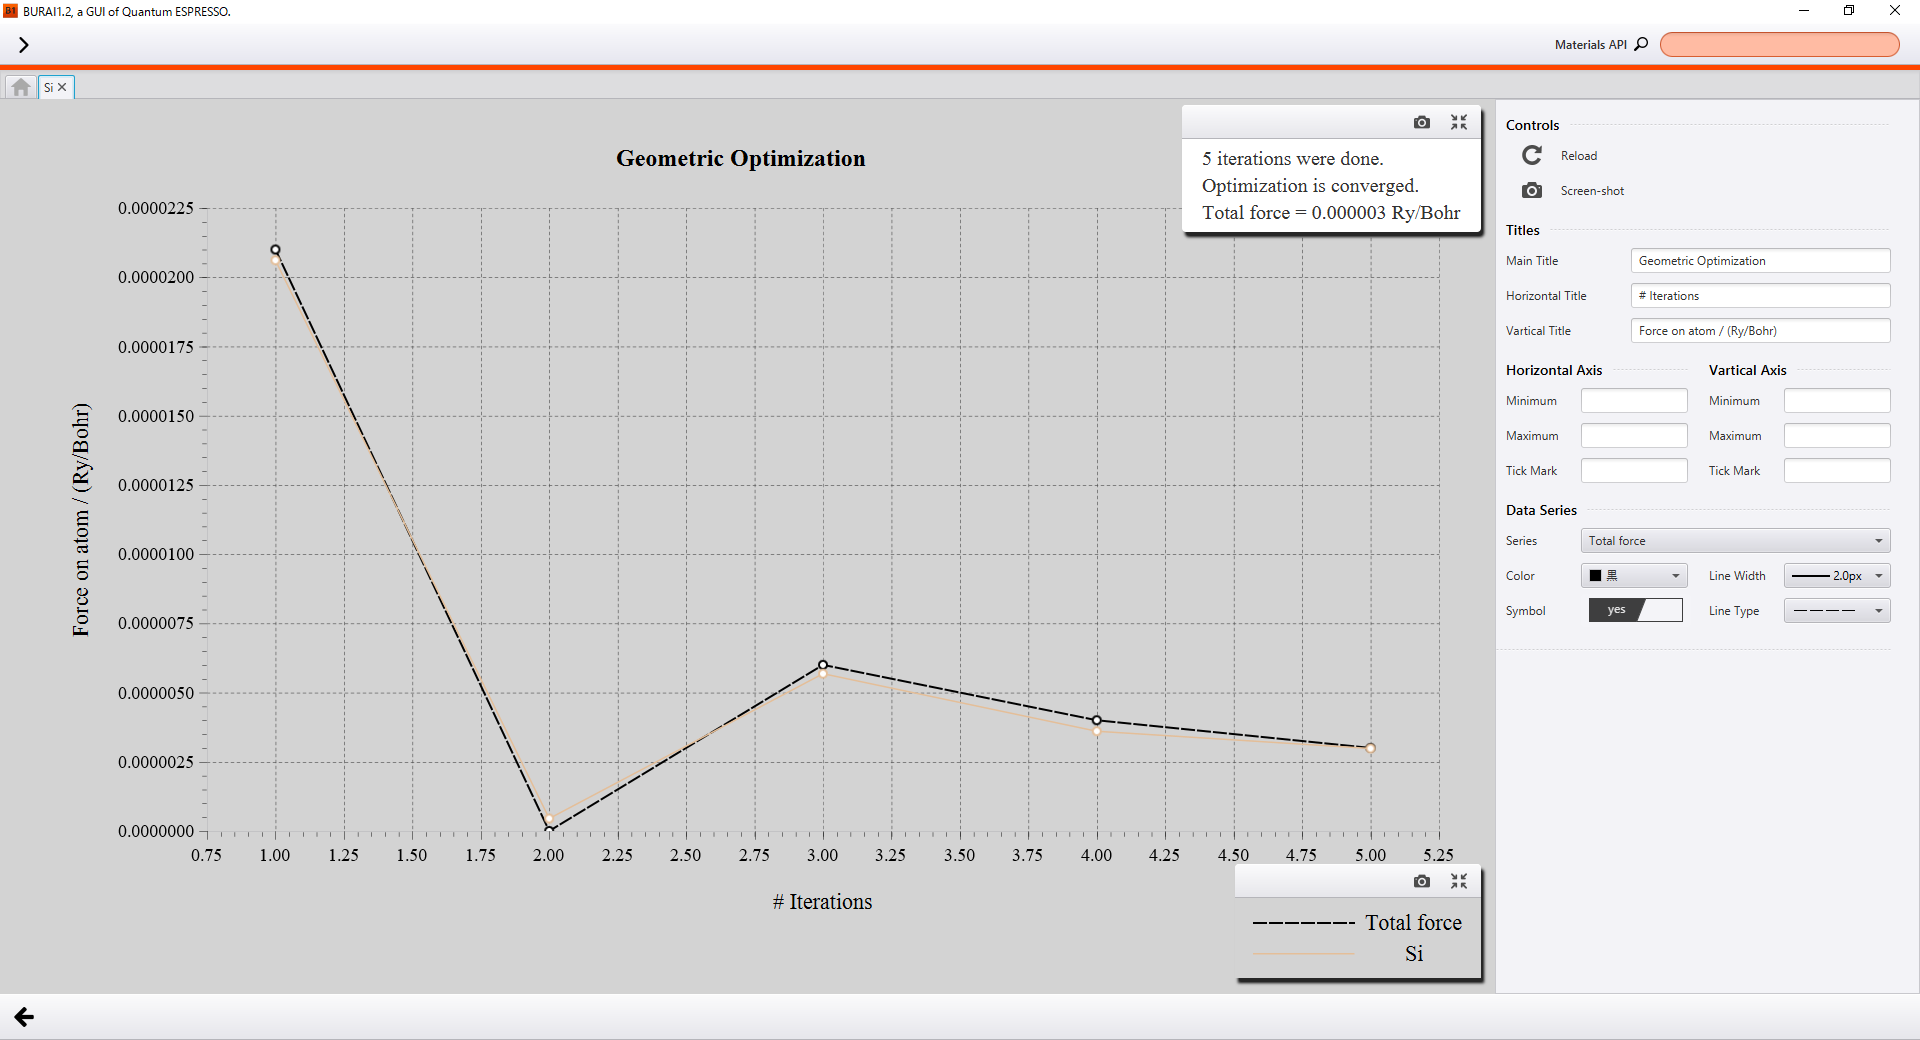 BURAI1.2, a GUI of Quantum ESPRESSO.
Materials API
Si
Geometric Optimization
5 iterations were done.
Optimization is converged.
Total force = 0.000003 Ry/Bohr
Force on atom / (Ry/Bohr)
0.0000225
0.0000200
0.0000175
0.0000150
0.0000125
0.0000100
0.0000075
0.0000050
0.0000025
0.0000000
0.75 1.00 1.25 1.50 1.75 2.00 2.25 2.50 2.75 3.00 3.25 3.50 3.75 4.00 4.25 4.50 4.75 5.00 5.25
# Iterations
Total force
Si
Controls
Reload
Screen-shot
Titles
Main Title Geometric Optimization
Horizontal Title # Iterations
Vartical Title Force on atom / (Ry/Bohr)
Horizontal Axis Vartical Axis
Minimum Minimum
Maximum Maximum
Tick Mark Tick Mark
Data Series
Series Total force
Color 黒 Line Width 2.0px
Symbol yes Line Type